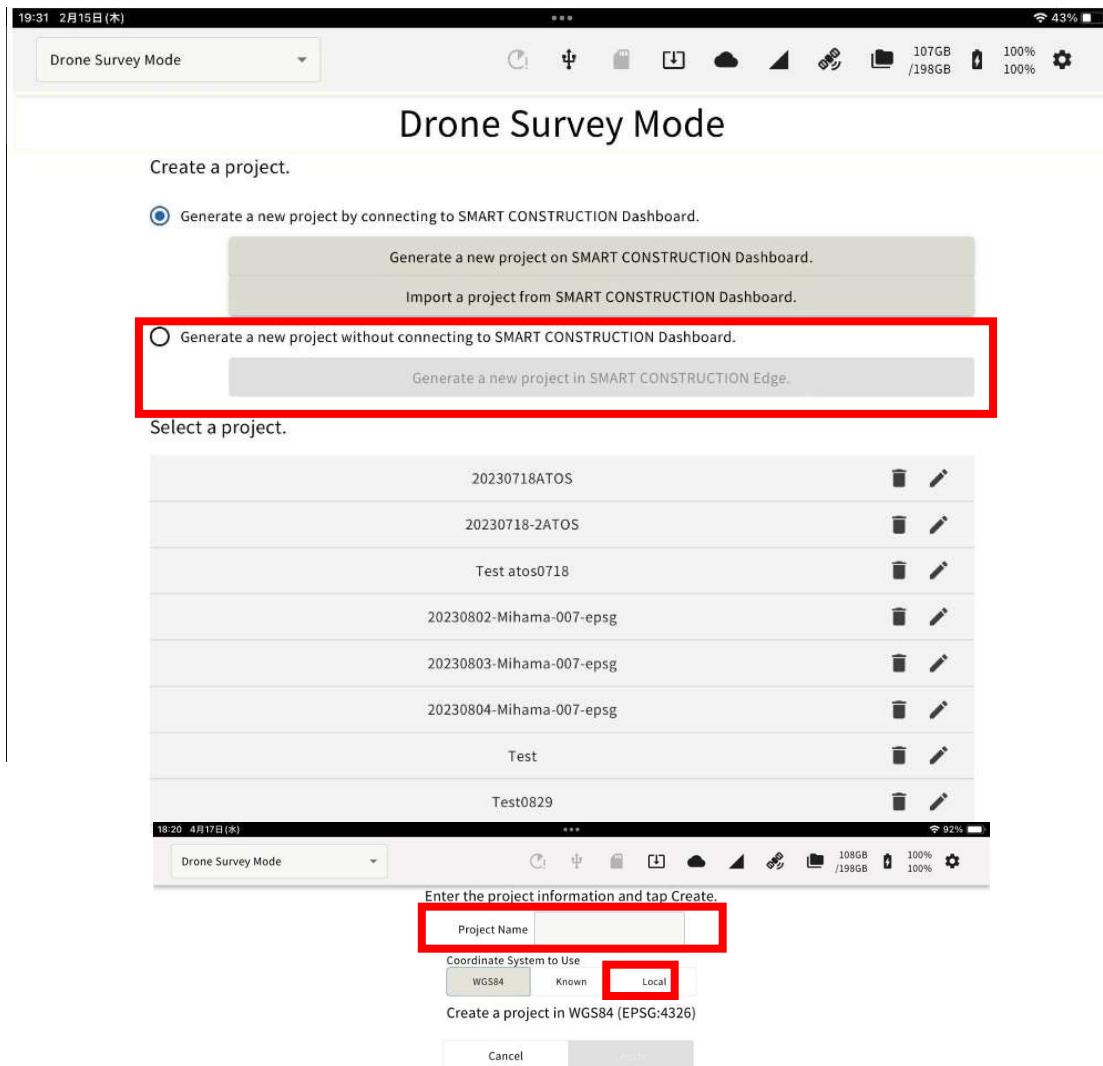 19:31 2月15日(木)
43%
Drone Survey Mode
107GB
/198GB
100%
100%
Drone Survey Mode
Create a project.
Generate a new project by connecting to SMART CONSTRUCTION Dashboard.
Generate a new project on SMART CONSTRUCTION Dashboard.
Import a project from SMART CONSTRUCTION Dashboard.
Generate a new project without connecting to SMART CONSTRUCTION Dashboard.
Generate a new project in SMART CONSTRUCTION Edge.
Select a project.
20230718ATOS
20230718-2ATOS
Test atos0718
20230802-Mihama-007-epsg
20230803-Mihama-007-epsg
20230804-Mihama-007-epsg
Test
Test0829
18:20 4月17日(水)
92%
Drone Survey Mode
108GB
/198GB
100%
100%
Enter the project information and tap Create.
Project Name
Coordinate System to Use
WGS84 Known Local
Create a project in WGS84 (EPSG:4326)
Cancel